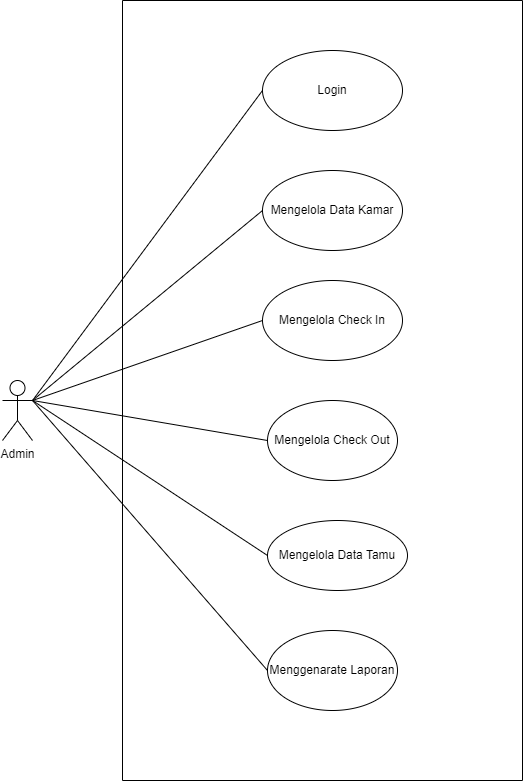 Login
Mengelola Data Kamar
Mengelola Check In
Mengelola Check Out
Admin
Mengelola Data Tamu
Menggenarate Laporan